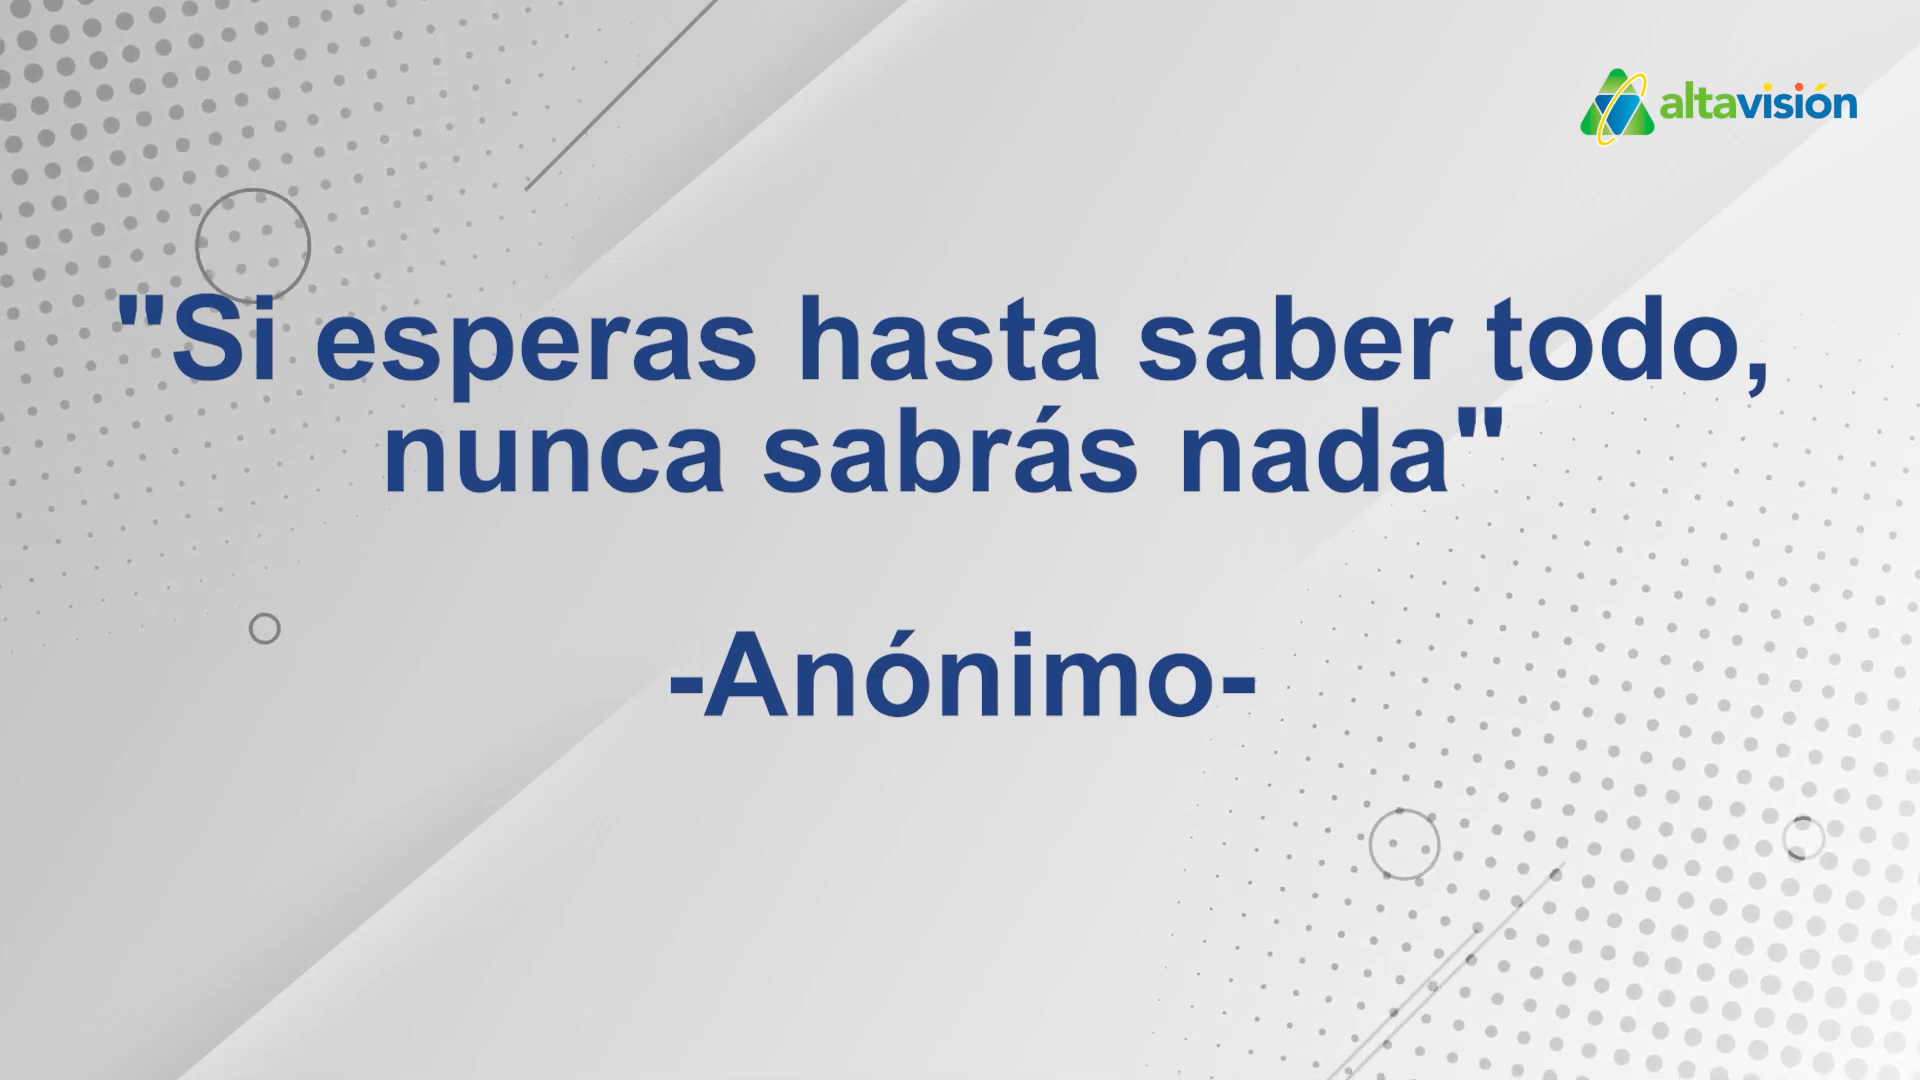 altavisión
"Si esperas hasta saber todo,
nunca sabrás nada"
-Anónimo-